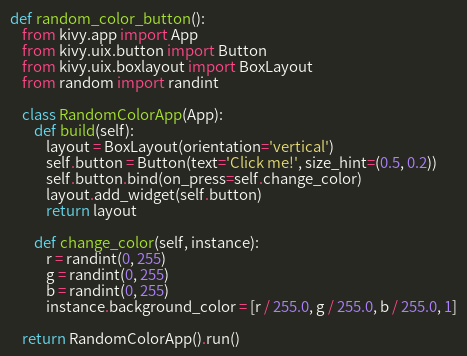 def random_color_button():
    from kivy.app import App
    from kivy.uix.button import Button
    from kivy.uix.boxlayout import BoxLayout
    from random import randint

    class RandomColorApp(App):
        def build(self):
            layout = BoxLayout(orientation='vertical')
            self.button = Button(text='Click me!', size_hint=(0.5, 0.2))
            self.button.bind(on_press=self.change_color)
            layout.add_widget(self.button)
            return layout

        def change_color(self, instance):
            r = randint(0, 255)
            g = randint(0, 255)
            b = randint(0, 255)
            instance.background_color = [r / 255.0, g / 255.0, b / 255.0, 1]

    return RandomColorApp().run()